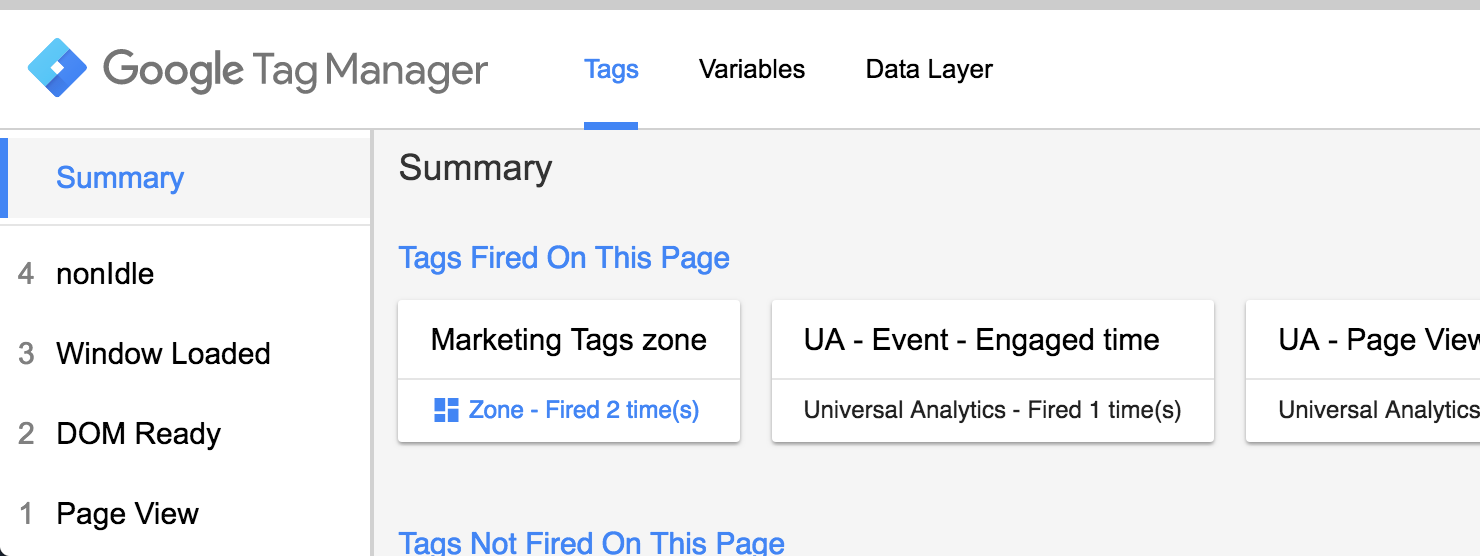 Google Tag Manager Tags Variables Data Layer
Summary
4 nonIdle
3 Window Loaded
2 DOM Ready
1 Page View
Summary
Tags Fired On This Page
Marketing Tags zone
Zone - Fired 2 time(s)
UA - Event - Engaged time
Universal Analytics - Fired 1 time(s)
UA - Page View
Universal Analytics
Tags Not Fired On This Page